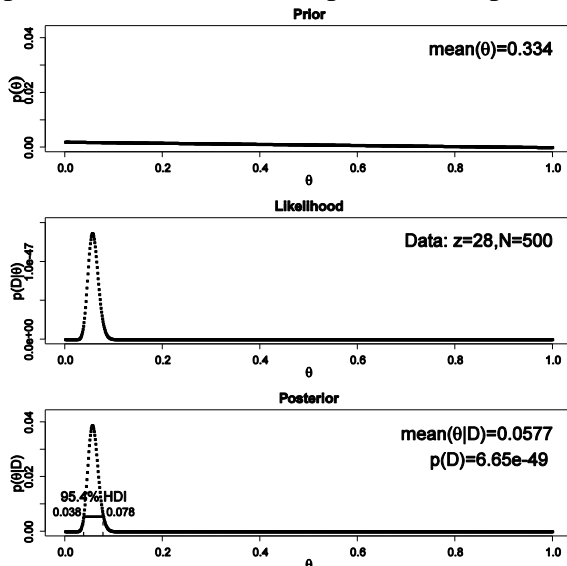 Prior
mean(θ)=0.334
p(θ)
0.00 0.02 0.04
0.0 0.2 0.4 0.6 0.8 1.0
θ
Likelihood
Data: z=28,N=500
p(D|θ)
0.0e+00 1.0e-47
0.0 0.2 0.4 0.6 0.8 1.0
θ
Posterior
mean(θ|D)=0.0577
p(D)=6.65e-49
p(θ|D)
0.00 0.02 0.04
95.4% HDI
0.038 0.078
0.0 0.2 0.4 0.6 0.8 1.0
θ